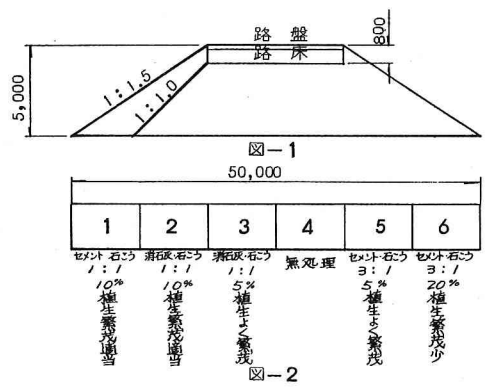 路盤
路床
800
5,000
1:1.5
1:1.0
図-1
50,000
1
2
3
4
5
6
セメント・石こう
1:1
10%
植生繁茂適当
消石灰・石こう
1:1
10%
植生繁茂適当
消石灰・石こう
1:1
5%
植生よく繁茂
無処理
セメント・石こう
3:1
5%
植生よく繁茂
セメント・石こう
3:1
20%
植生繁茂少
図-2